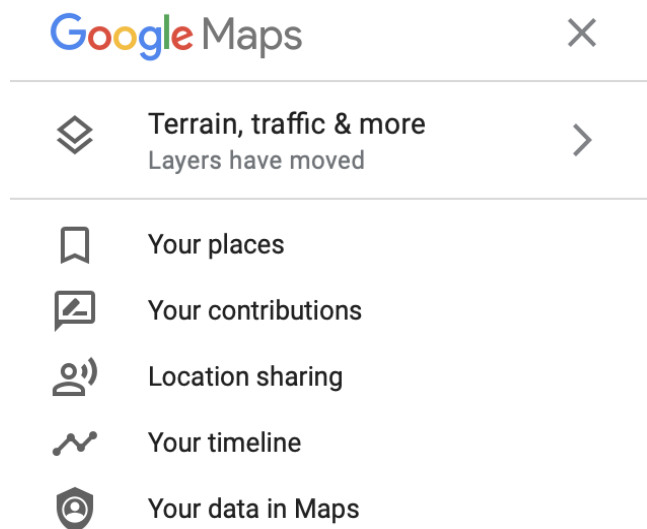 Google Maps
Terrain, traffic & more
Layers have moved
Your places
Your contributions
Location sharing
Your timeline
Your data in Maps